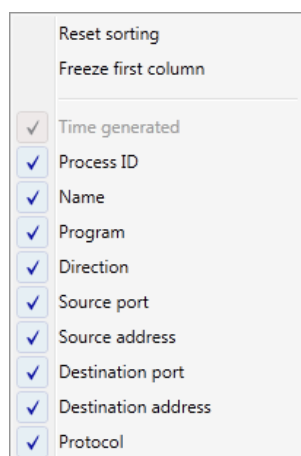 Reset sorting
Freeze first column
Time generated
Process ID
Name
Program
Direction
Source port
Source address
Destination port
Destination address
Protocol